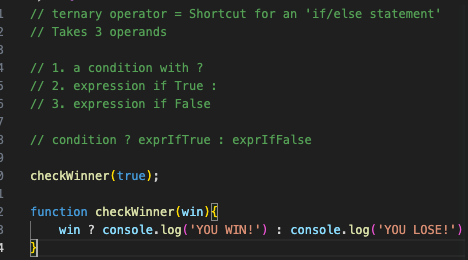 // ternary operator = Shortcut for an 'if/else statement'
// Takes 3 operands
// 1. a condition with ?
// 2. expression if True :
// 3. expression if False
// condition ? exprIfTrue : exprIfFalse
checkWinner(true);
function checkWinner(win){
win ? console.log('YOU WIN!') : console.log('YOU LOSE!')
}